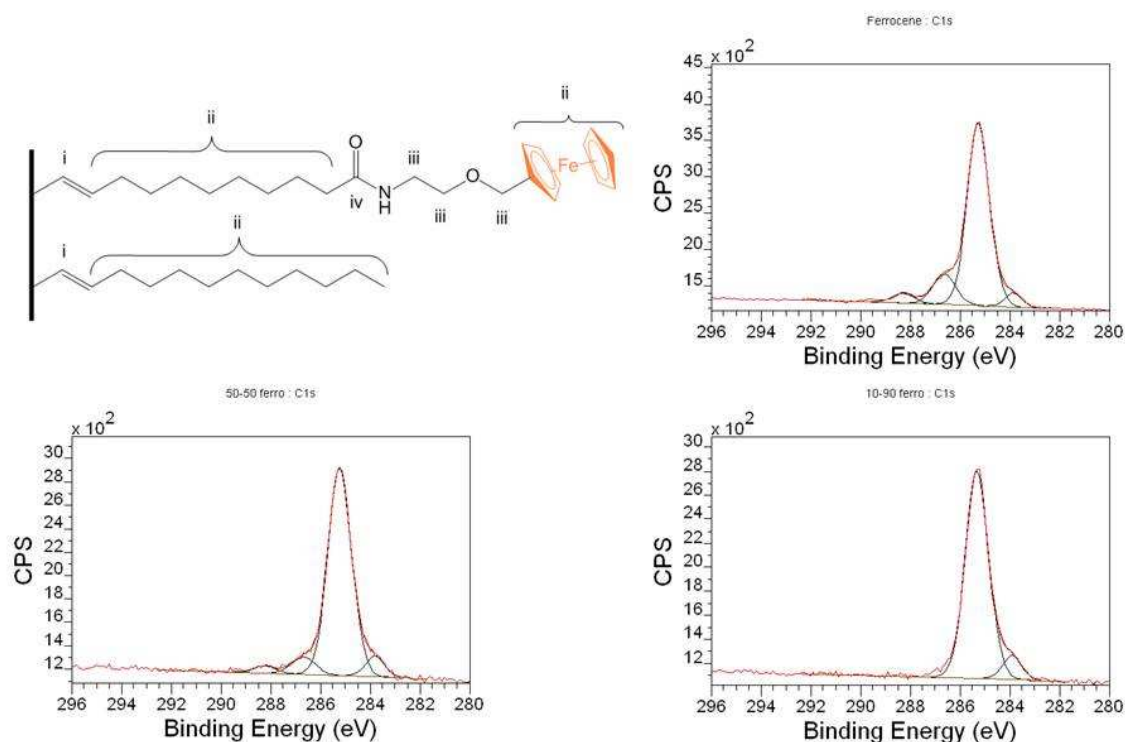 ii
i
O
iii
iv
N
H
O
iii
iii
ii
Fe
ii
i
Ferrocene : C1s
x 10²
45
40
35
30
25
20
15
CPS
296 294 292 290 288 286 284 282 280
Binding Energy (eV)
50-50 ferro : C1s
x 10²
30
28
26
24
22
20
18
16
14
12
CPS
296 294 292 290 288 286 284 282 280
Binding Energy (eV)
10-90 ferro : C1s
x 10²
30
28
26
24
22
20
18
16
14
12
CPS
296 294 292 290 288 286 284 282 280
Binding Energy (eV)